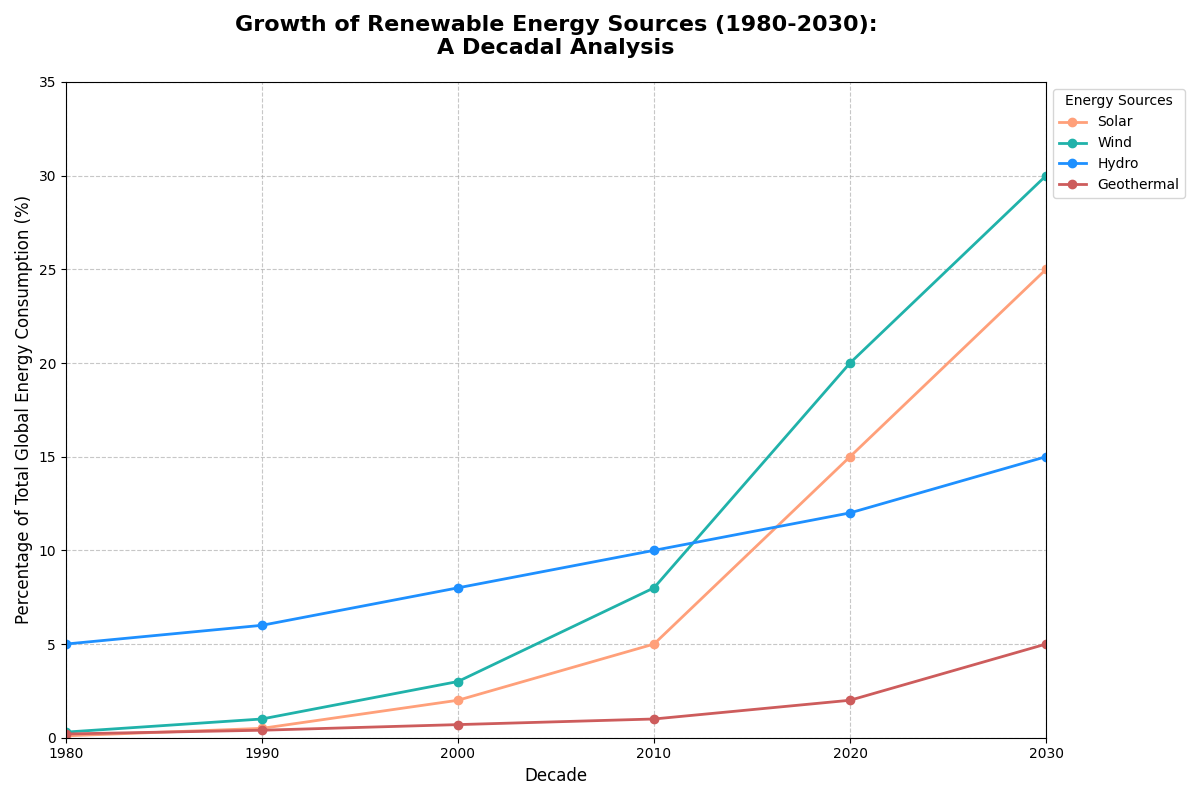 Growth of Renewable Energy Sources (1980-2030):
A Decadal Analysis
Percentage of Total Global Energy Consumption (%)
35
30
25
20
15
10
5
0
1980
1990
2000
2010
2020
2030
Decade
Energy Sources
Solar
Wind
Hydro
Geothermal